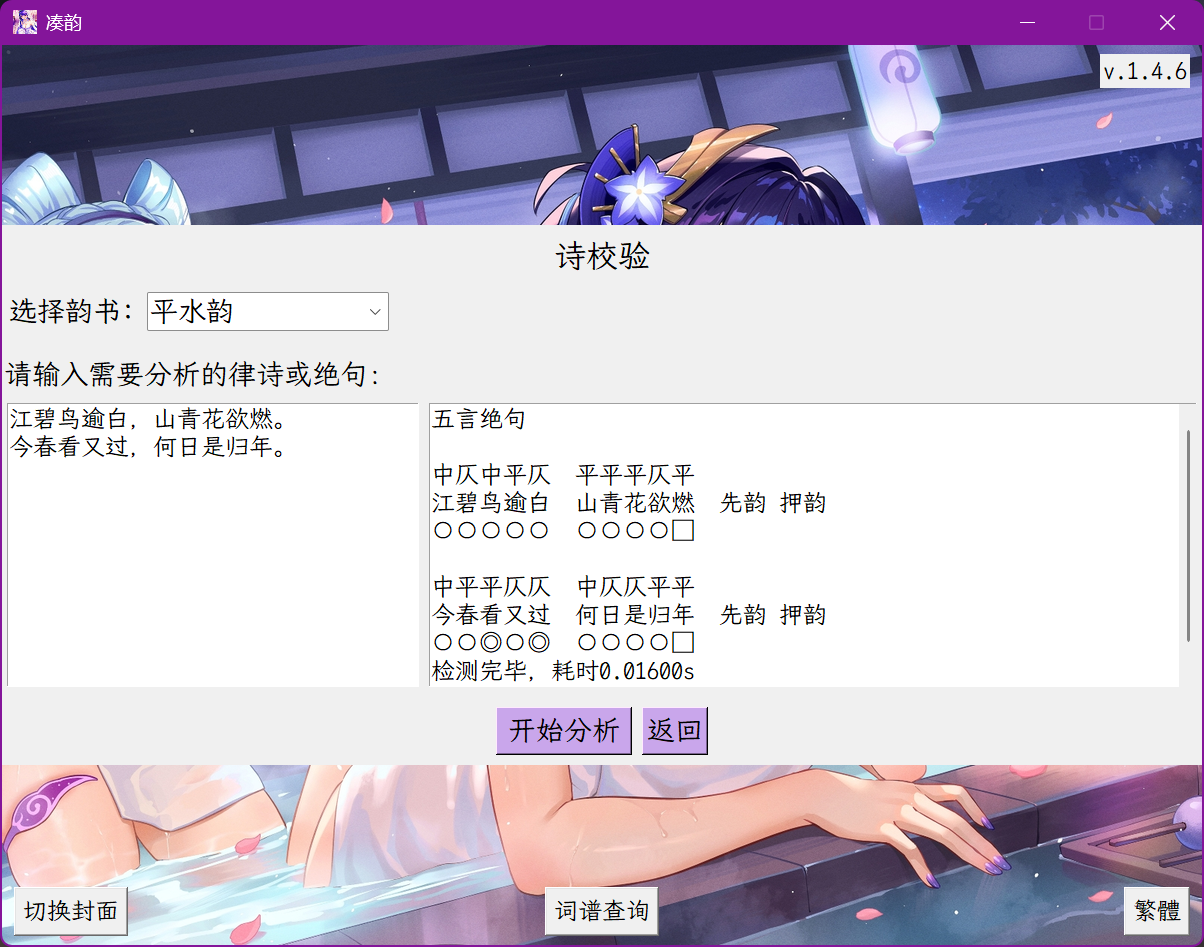 凑韵
v.1.4.6
诗校验
选择韵书：平水韵
请输入需要分析的律诗或绝句：
江碧鸟逾白，山青花欲燃。
今春看又过，何日是归年。
五言绝句
中仄中平仄 平平平仄平
江碧鸟逾白 山青花欲燃 先韵 押韵
○○○○○ ○○○○□
中平平仄仄 中仄仄平平
今春看又过 何日是归年 先韵 押韵
○○◎○◎ ○○○○□
检测完毕，耗时0.01600s
开始分析 返回
切换封面 词谱查询 繁體